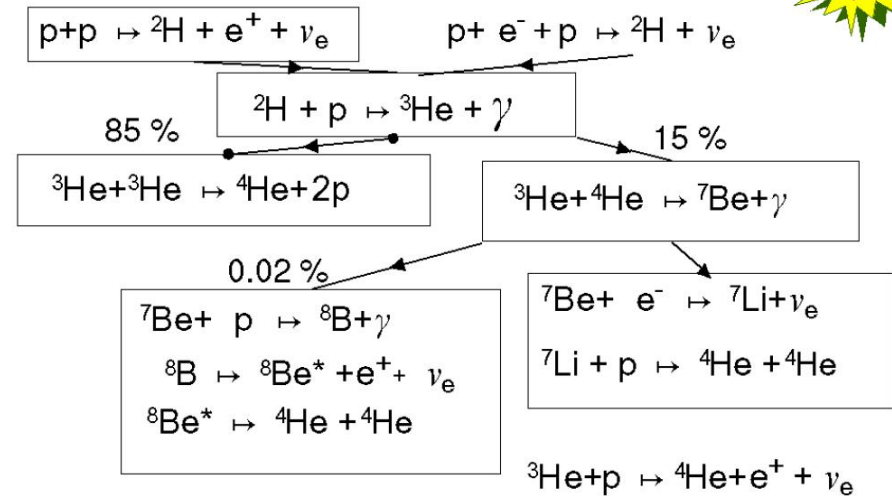 p+p ↦ ²H + e⁺ + νₑ
p+ e⁻ +p ↦ ²H + νₑ
²H + p ↦ ³He + γ
85 %
15 %
³He+³He ↦ ⁴He+2p
³He+⁴He ↦ ⁷Be+γ
0.02 %
⁷Be+ p ↦ ⁸B+γ
⁸B ↦ ⁸Be* +e⁺+ νₑ
⁸Be* ↦ ⁴He +⁴He
⁷Be+ e⁻ ↦ ⁷Li+νₑ
⁷Li + p ↦ ⁴He +⁴He
³He+p ↦ ⁴He+e⁺ + νₑ